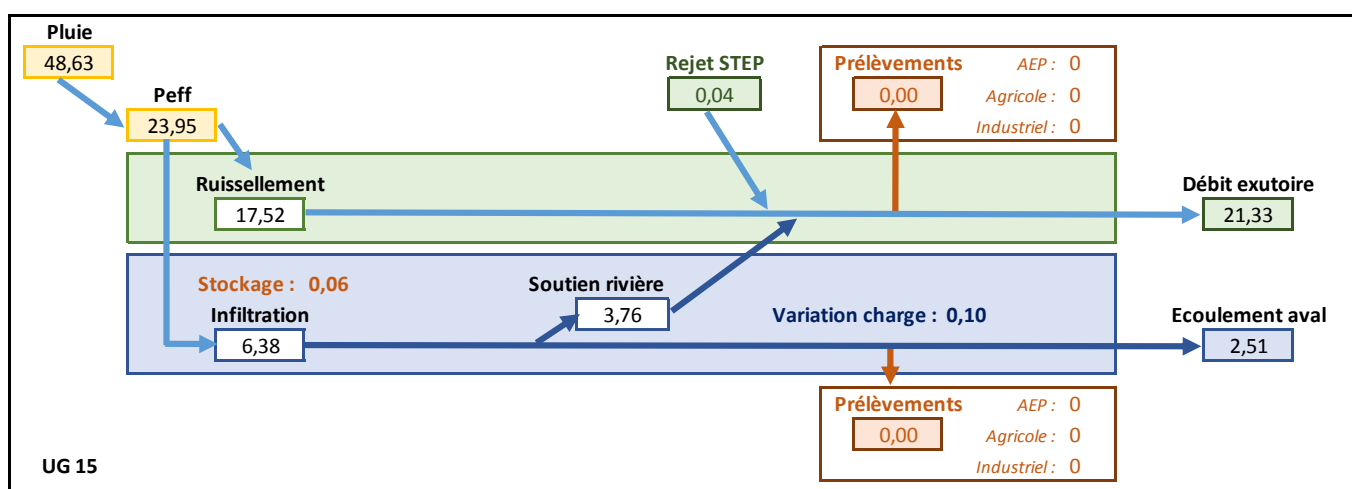 Pluie
48,63
Peff
23,95
Rejet STEP
0,04
Prélèvements
0,00
AEP : 0
Agricole : 0
Industriel : 0
Ruissellement
17,52
Débit exutoire
21,33
Stockage : 0,06
Infiltration
6,38
Soutien rivière
3,76
Variation charge : 0,10
Ecoulement aval
2,51
Prélèvements
0,00
AEP : 0
Agricole : 0
Industriel : 0
UG 15